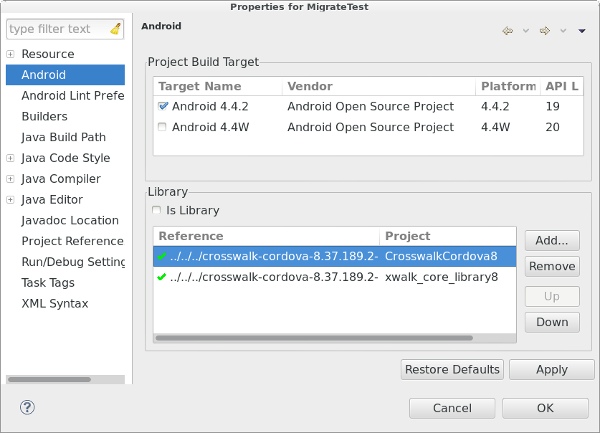 Properties for MigrateTest
type filter text
Resource
Android
Android Lint Prefe
Builders
Java Build Path
Java Code Style
Java Compiler
Java Editor
Javadoc Location
Project Reference
Run/Debug Setting
Task Tags
XML Syntax
Android
Project Build Target
Target Name Vendor Platform API L
Android 4.4.2 Android Open Source Project 4.4.2 19
Android 4.4W Android Open Source Project 4.4W 20
Library
Is Library
Reference Project
../../../crosswalk-cordova-8.37.189.2- CrosswalkCordova8
../../../crosswalk-cordova-8.37.189.2- xwalk_core_library8
Add...
Remove
Up
Down
Restore Defaults Apply
? Cancel OK